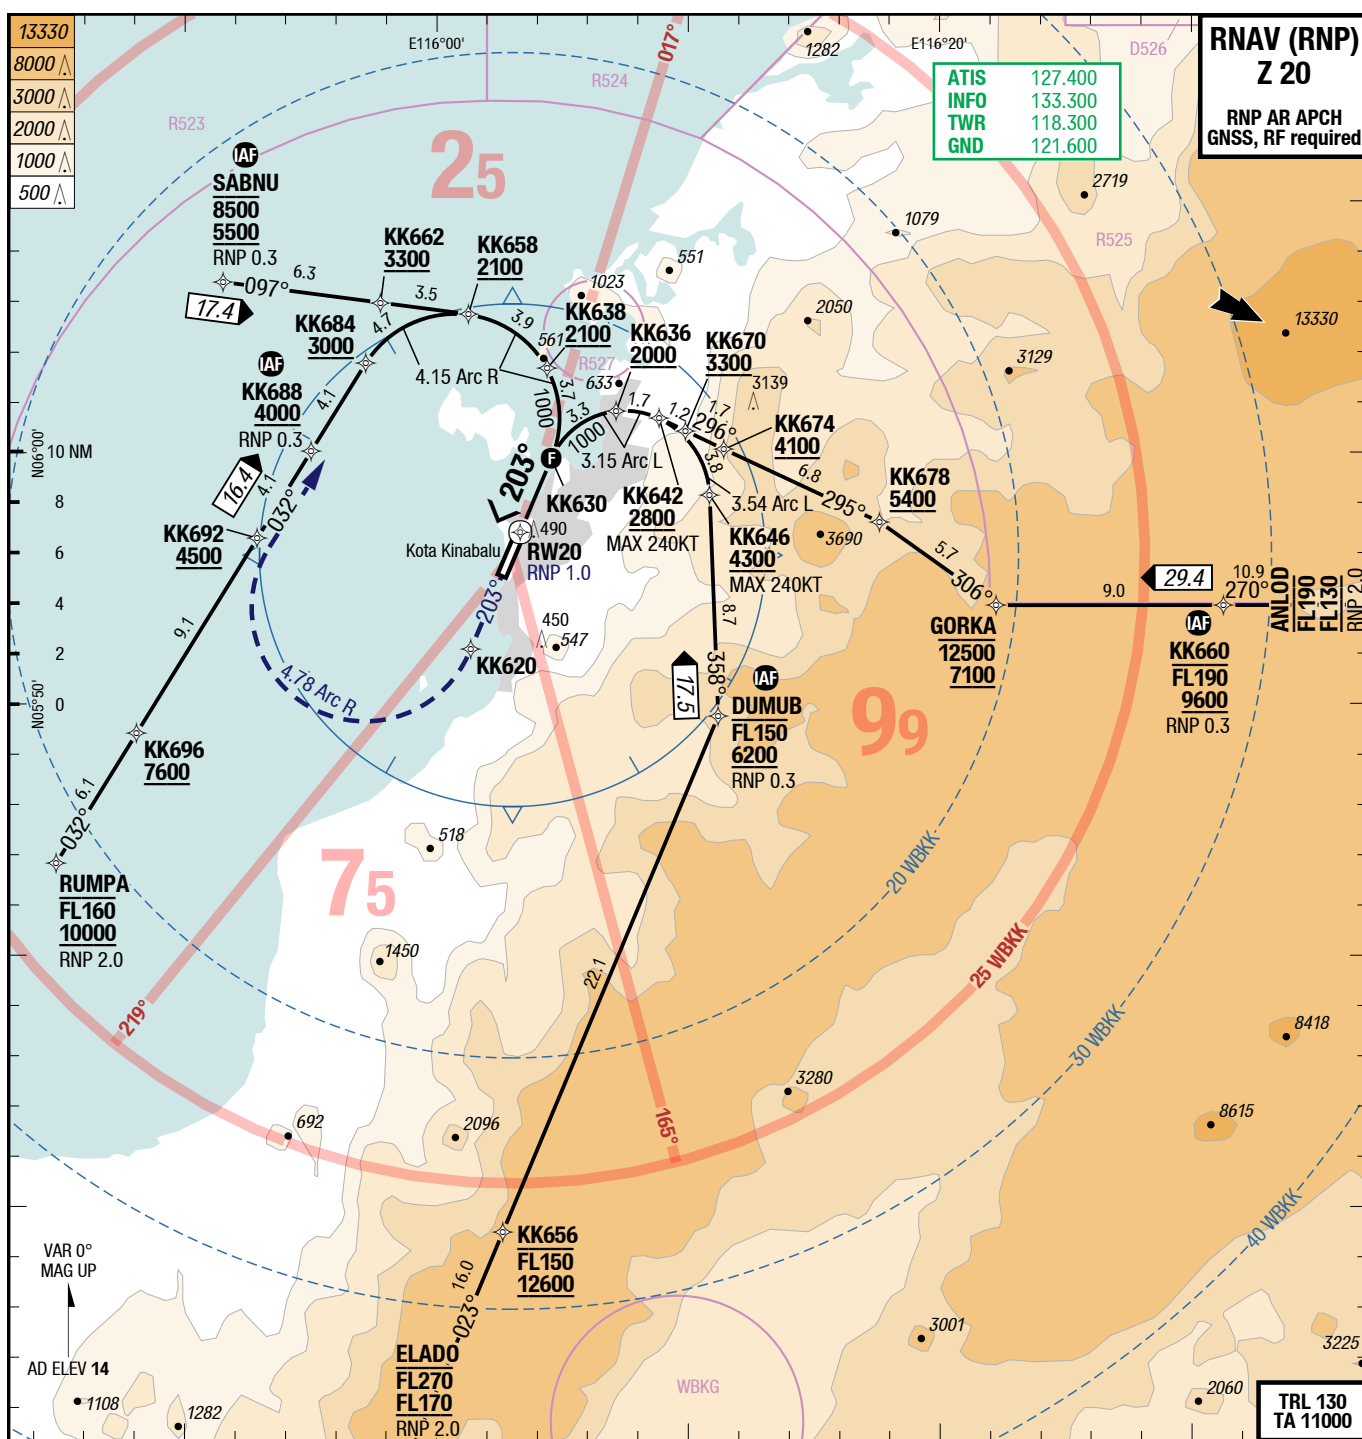 13330
8000
3000
2000
1000
500
E116°00'
E116°20'
017°
1282
D526
RNAV (RNP)
Z 20
RNP AR APCH
GNSS, RF required
ATIS 127.400
INFO 133.300
TWR 118.300
GND 121.600
R523
R524
R525
25
IAF
SABNU
8500
5500
RNP 0.3
6.3
097°
17.4
KK662
3300
3.5
KK658
2100
2719
1079
551
1023
2050
13330
3129
KK684
3000
4.7
3.9
561
KK638
2100
R527
633
KK636
2000
KK670
3300
3139
4.15 Arc R
3.7
1000
3.3
1000
1.7
1.2
1.7
296°
KK674
4100
IAF
KK688
4000
RNP 0.3
4.1
16.4
4.1
032°
N06°00'
10 NM
8
6
4
2
0
N05°50'
203°
F
KK630
3.15 Arc L
3.8
3.54 Arc L
6.8
295°
KK678
5400
KK642
2800
MAX 240KT
KK692
4500
Kota Kinabalu
490
RW20
RNP 1.0
KK646
4300
MAX 240KT
3690
5.7
306°
29.4
9.0
10.9
270°
ANLOD
FL190
FL130
RNP 2.0
203°
450
547
KK620
8.7
358°
17.5
9.1
4.78 Arc R
GORKA
12500
7100
IAF
KK660
FL190
9600
RNP 0.3
IAF
DUMUB
FL150
6200
RNP 0.3
99
KK696
7600
6.1
032°
RUMPA
FL160
10000
RNP 2.0
518
75
20 WBKK
25 WBKK
30 WBKK
40 WBKK
1450
219°
22.1
165°
3280
8418
8615
692
2096
VAR 0°
MAG UP
AD ELEV 14
KK656
FL150
12600
16.0
023°
ELADO
FL270
FL170
RNP 2.0
WBKG
3001
3225
2060
1108
1282
TRL 130
TA 11000